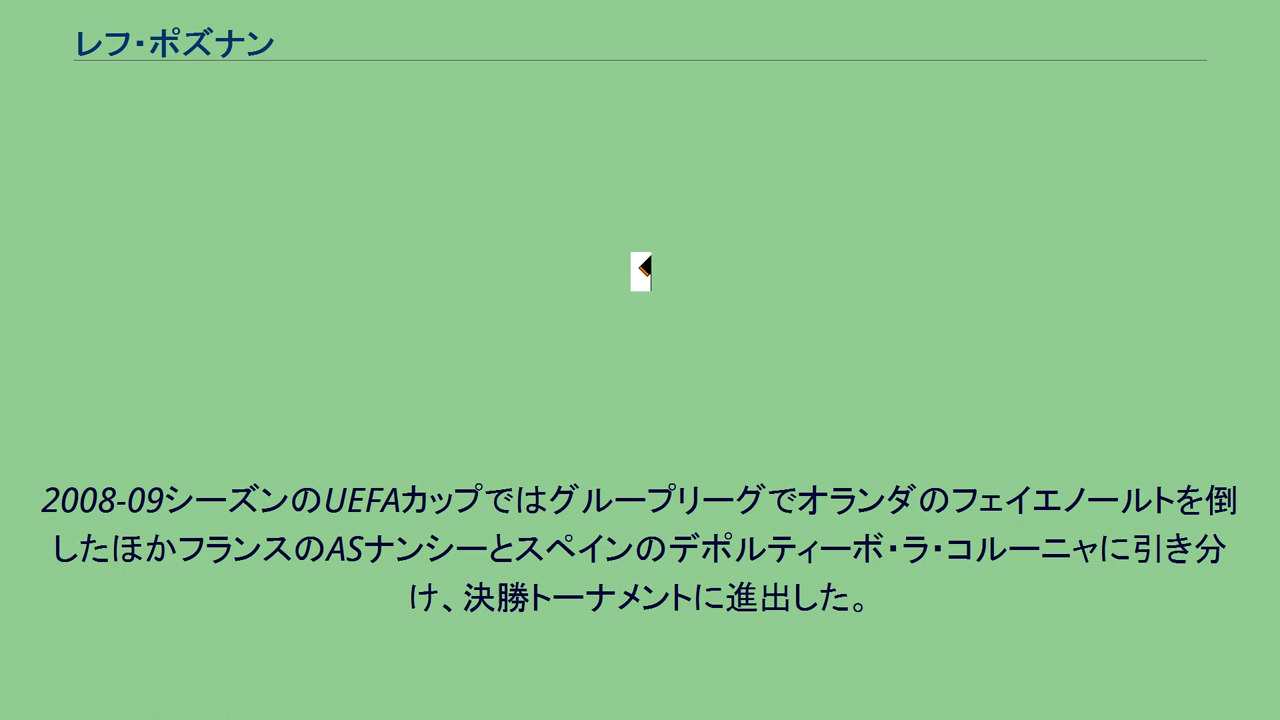 レフ・ポズナン
2008-09シーズンのUEFAカップではグループリーグでオランダのフェイエノールトを倒
したほかフランスのASナンシーとスペインのデポルティーボ・ラ・コルーニャに引き分
け、決勝トーナメントに進出した。